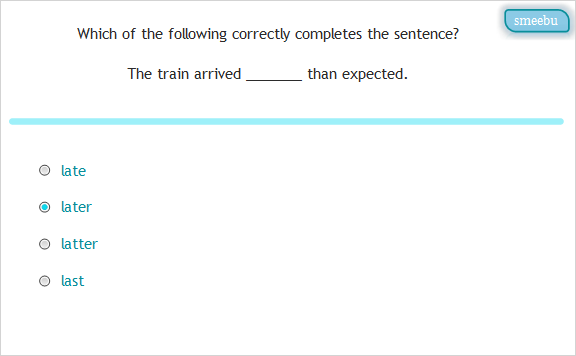 smeebu
Which of the following correctly completes the sentence?
The train arrived _______ than expected.
late
later
latter
last